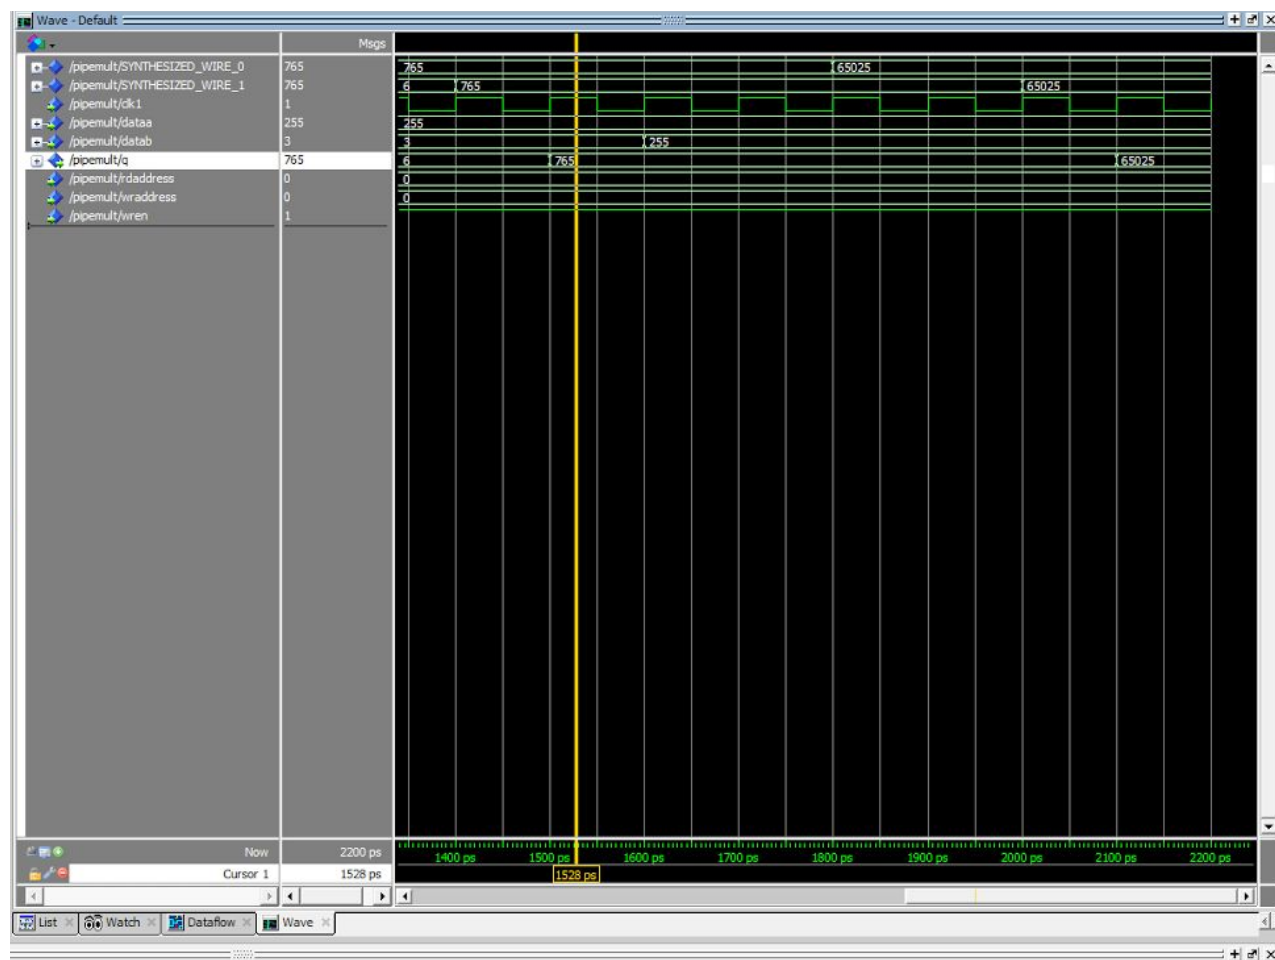 Wave - Default
Msgs
/pipemult/SYNTHESIZED_WIRE_0 765 765 65025
/pipemult/SYNTHESIZED_WIRE_1 765 6 765 65025
/pipemult/clk1 1
/pipemult/dataa 255 255
/pipemult/datab 3 3 255
/pipemult/q 765 6 765 65025
/pipemult/rdaddress 0 0
/pipemult/wraddress 0 0
/pipemult/wren 1
Now 2200 ps 1400 ps 1500 ps 1600 ps 1700 ps 1800 ps 1900 ps 2000 ps 2100 ps 2200 ps
Cursor 1 1528 ps 1528 ps
List Watch Dataflow Wave